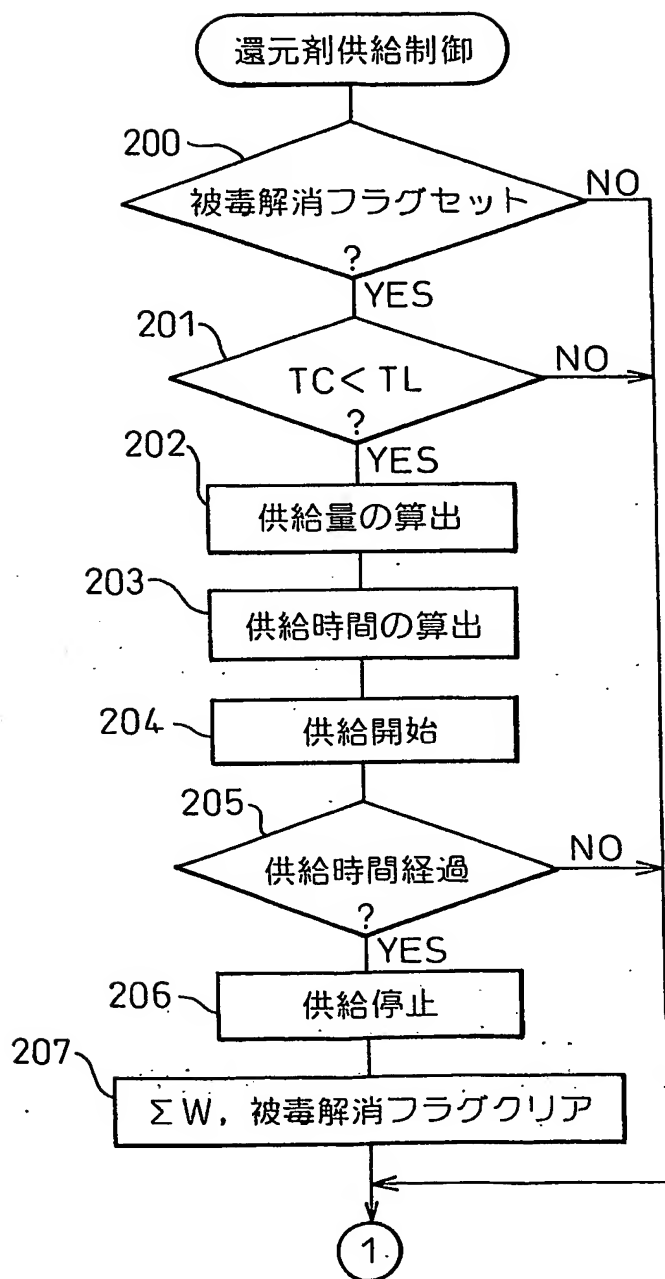 還元剤供給制御
200
被毒解消フラグセット
?
NO
YES
201
TC<TL
?
NO
YES
202
供給量の算出
203
供給時間の算出
204
供給開始
205
供給時間経過
?
NO
YES
206
供給停止
207
ΣW, 被毒解消フラグクリア
1